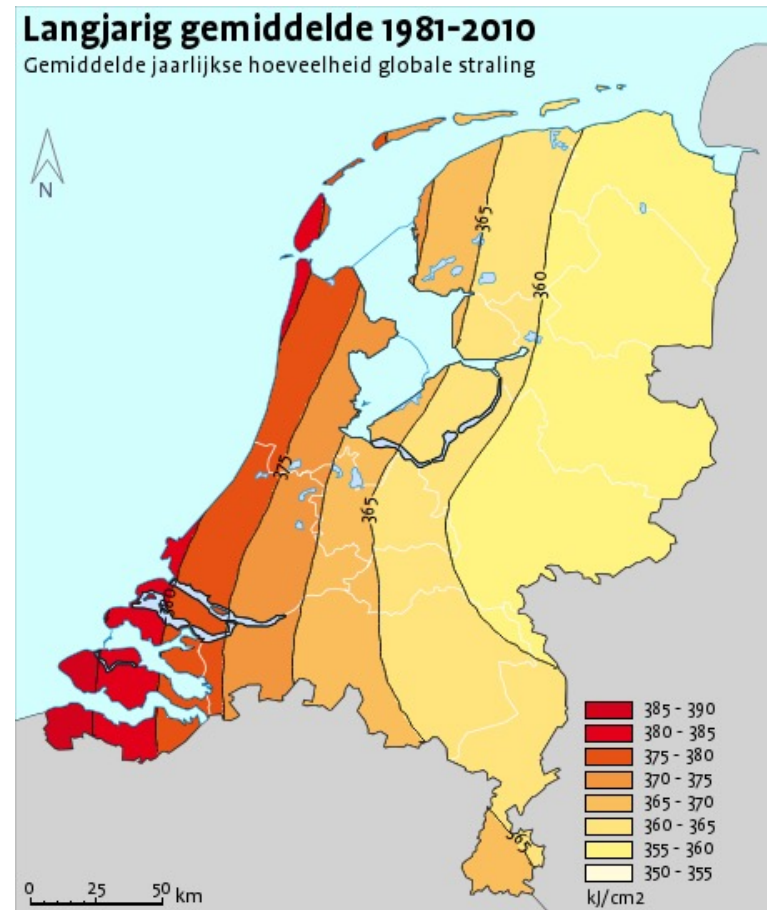 Langjarig gemiddelde 1981-2010
Gemiddelde jaarlijkse hoeveelheid globale straling
N
365
360
375
365
380
365
385 - 390
380 - 385
375 - 380
370 - 375
365 - 370
360 - 365
355 - 360
350 - 355
kJ/cm2
0 25 50 km